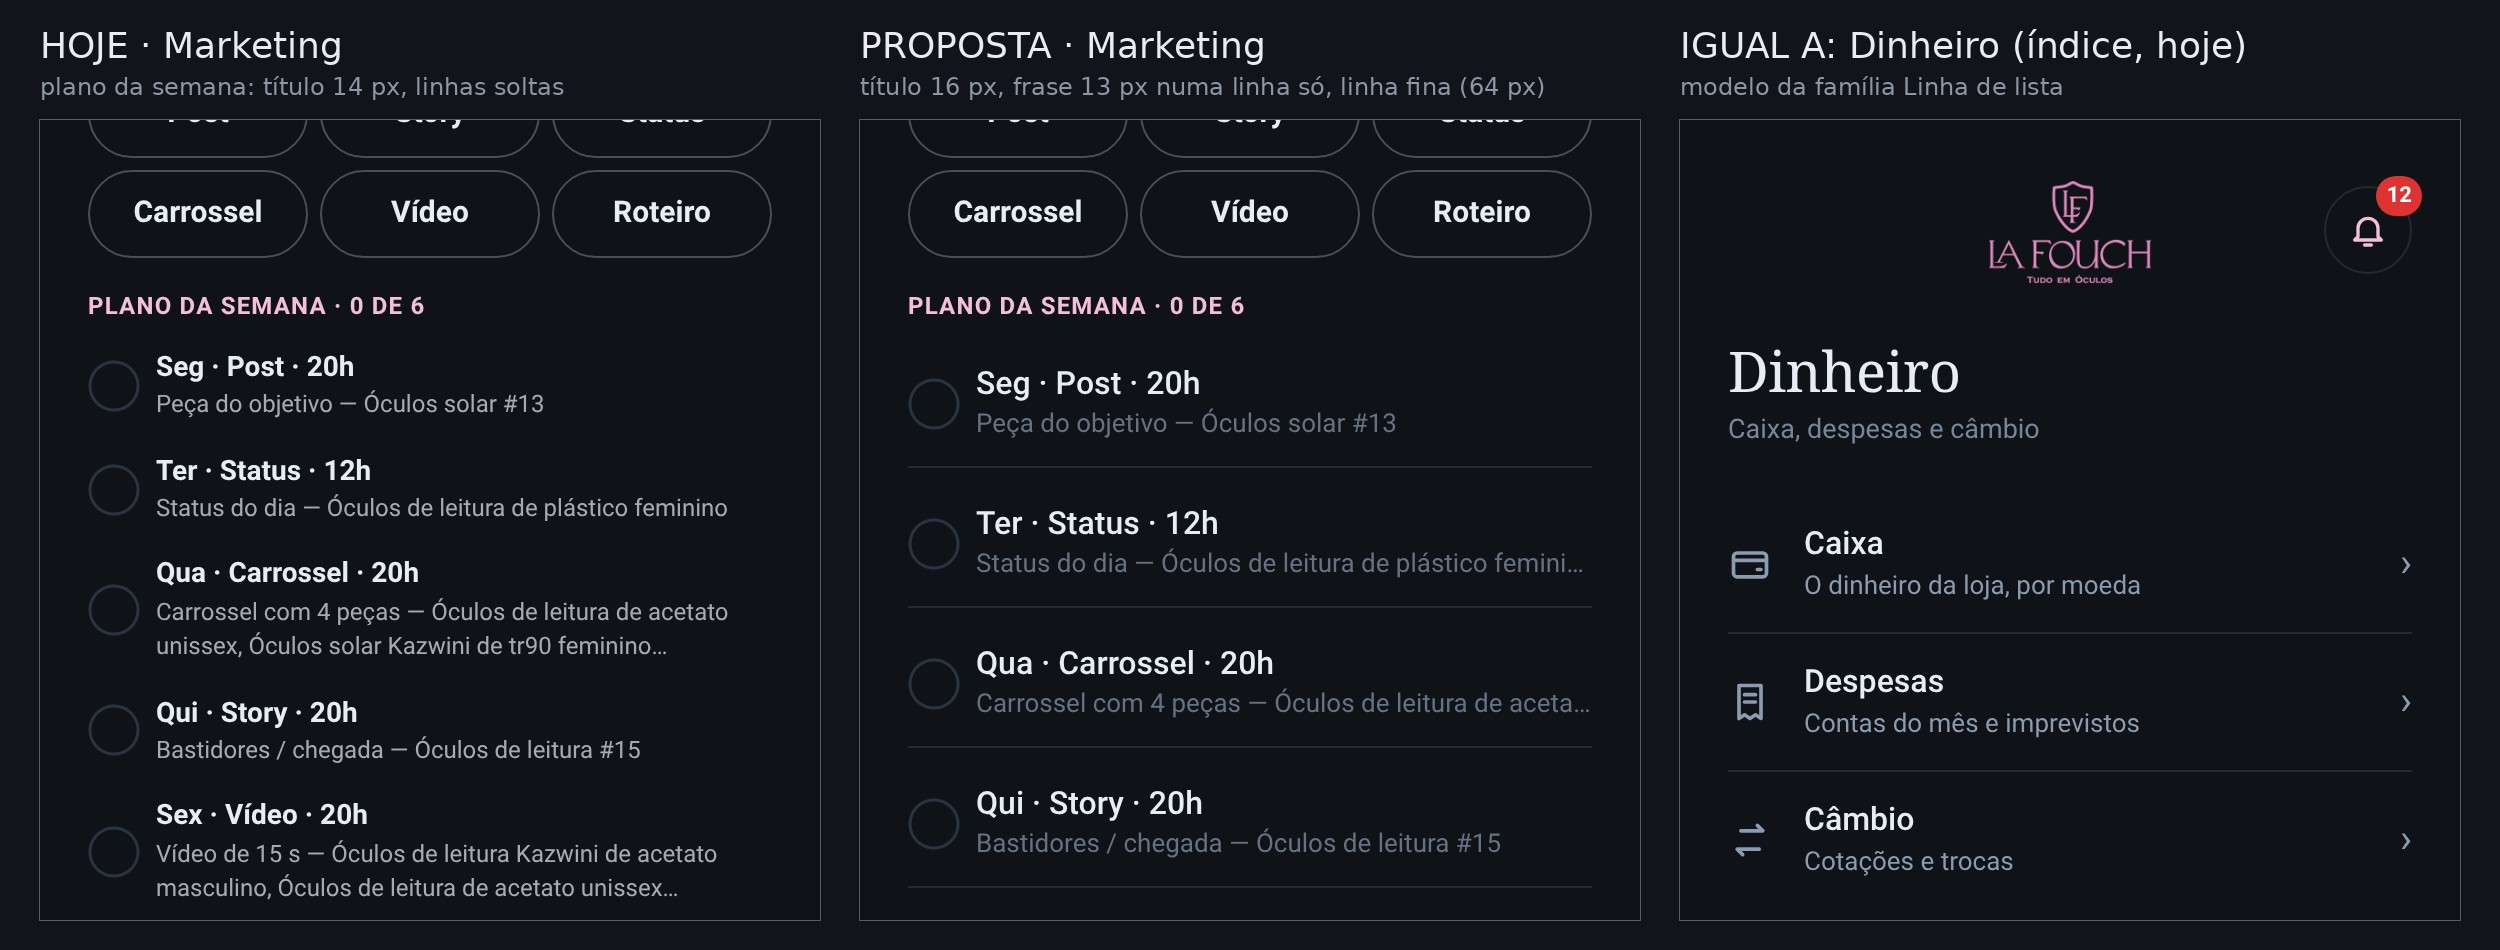 HOJE · Marketing
plano da semana: título 14 px, linhas soltas
Post Story Status
Carrossel Vídeo Roteiro
PLANO DA SEMANA · 0 DE 6
Seg · Post · 20h
Peça do objetivo — Óculos solar #13
Ter · Status · 12h
Status do dia — Óculos de leitura de plástico feminino
Qua · Carrossel · 20h
Carrossel com 4 peças — Óculos de leitura de acetato
unissex, Óculos solar Kazwini de tr90 feminino…
Qui · Story · 20h
Bastidores / chegada — Óculos de leitura #15
Sex · Vídeo · 20h
Vídeo de 15 s — Óculos de leitura Kazwini de acetato
masculino, Óculos de leitura de acetato unissex…
PROPOSTA · Marketing
título 16 px, frase 13 px numa linha só, linha fina (64 px)
Post Story Status
Carrossel Vídeo Roteiro
PLANO DA SEMANA · 0 DE 6
Seg · Post · 20h
Peça do objetivo — Óculos solar #13
Ter · Status · 12h
Status do dia — Óculos de leitura de plástico femini…
Qua · Carrossel · 20h
Carrossel com 4 peças — Óculos de leitura de aceta…
Qui · Story · 20h
Bastidores / chegada — Óculos de leitura #15
IGUAL A: Dinheiro (índice, hoje)
modelo da família Linha de lista
12
LF
LA FOUCH
TUDO EM ÓCULOS
Dinheiro
Caixa, despesas e câmbio
Caixa
O dinheiro da loja, por moeda
Despesas
Contas do mês e imprevistos
Câmbio
Cotações e trocas